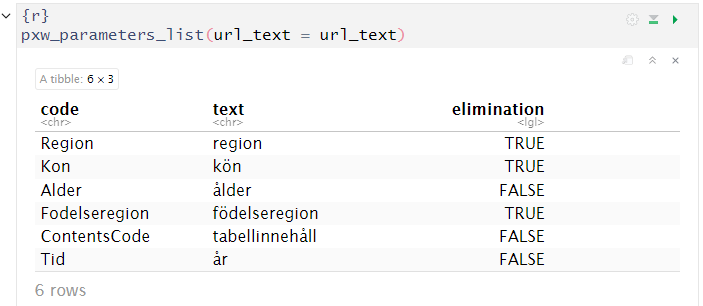 {r}
pxw_parameters_list(url_text = url_text)
A tibble: 6 × 3
code text elimination
<chr> <chr> <lgl>
Region region TRUE
Kon kön TRUE
Alder ålder FALSE
Fodelseregion födelseregion TRUE
ContentsCode tabellinnehåll FALSE
Tid år FALSE
6 rows